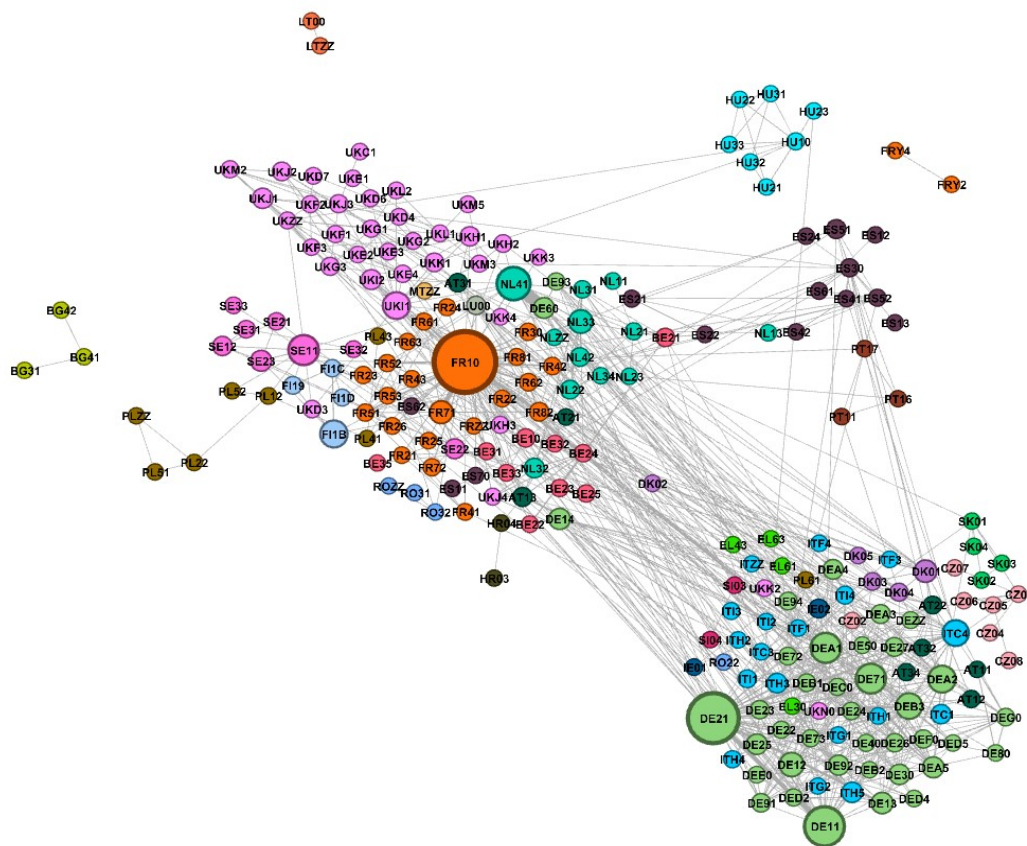 LT00
LTZZ
HU22
HU31
HU23
HU33
HU10
HU32
HU21
FRY4
FRY2
UKC1
UKM2
UKJ2
UKD7
UKE1
UKJ1
UKF2
UKJ3
UKD6
UKL2
UKZZ
UKD4
UKM5
UKF1
UKG1
UKL1
UKH1
UKF3
UKE2
UKE3
UKG2
UKH2
UKG3
UKI2
UKE4
UKK1
UKM3
UKK3
MTZZ
AT31
NL41
DE93
NL31
NL11
ES24
ES51
ES12
ES30
ES61
ES41
ES52
ES13
ES21
ES22
ES42
NL13
BE21
NL21
PT17
PT11
PT16
UKI1
FR24
LU00
UKK4
DE60
NL33
NLZZ
NL42
NL34
NL23
NL22
BG42
BG41
BG31
SE33
SE21
SE31
SE12
SE11
SE23
SE32
PL43
FR61
FR63
FR10
FR30
FR81
FR42
FR62
FI1C
FI19
FI1D
FR52
FR23
FR43
FR53
ES62
FR22
FR82
FR71
FRZZ
UKH3
AT21
PL52
PL12
UKD3
FR51
FR26
FI1B
PL41
FR25
SE22
BE31
BE10
BE32
BE24
PLZZ
PL51
PL22
BE35
FR21
FR72
ES70
BE33
NL32
ROZZ
RO31
ES11
UKJ4
AT13
BE23
BE25
DK02
RO32
FR41
HR04
BE22
DE14
HR03
EL43
EL63
ITF4
SK01
ITZZ
EL61
DEA4
DK05
ITF3
SK04
SK03
SI03
UKK2
PL61
DK03
DK04
DK01
CZ07
SK02
DE94
IE02
ITI4
CZ06
CZ05
ITI3
ITI2
ITF1
DEA3
DEZZ
AT22
CZ02
CZ04
SI04
ITH2
ITC3
DE72
DEA1
DE50
DE27
AT32
ITC4
CZ08
IE01
RO22
ITI1
ITH3
DEB1
DEC0
DE71
AT34
DEA2
AT11
AT12
DE21
DE23
EL30
UKN0
DE24
ITH1
DEB3
ITC1
DEG0
DE22
DE73
ITG1
DE25
DE40
DE26
DEF0
DED5
DE80
ITH4
DEE0
DE12
DE92
DEB2
DE30
DEA5
DE91
DED2
ITG2
ITH5
DE13
DED4
DE11